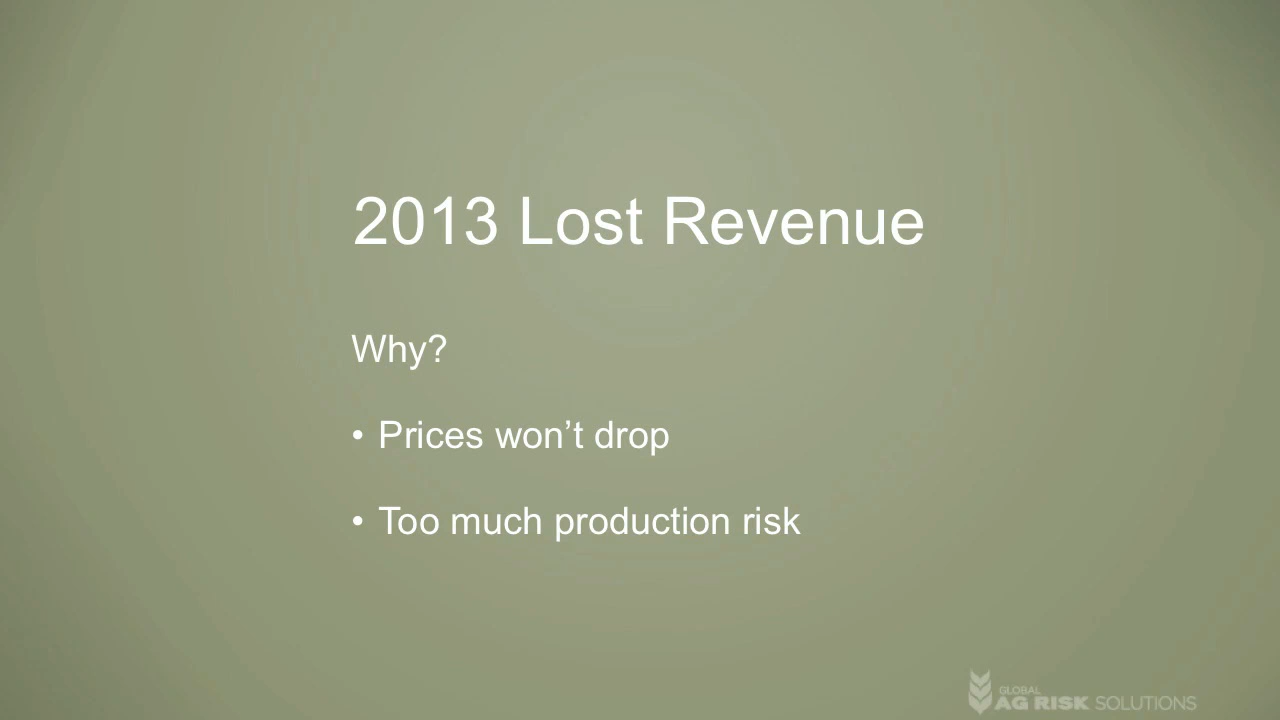 2013 Lost Revenue
Why?
• Prices won’t drop
• Too much production risk
GLOBAL
AG RISK SOLUTIONS